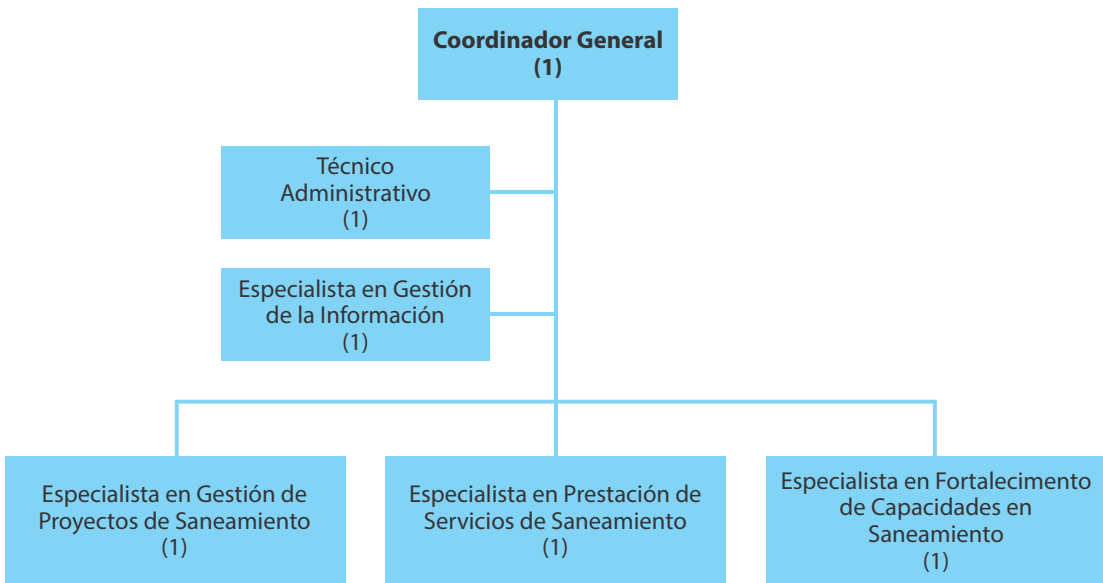 Coordinador General
(1)
Técnico
Administrativo
(1)
Especialista en Gestión
de la Información
(1)
Especialista en Gestión de
Proyectos de Saneamiento
(1)
Especialista en Prestación de
Servicios de Saneamiento
(1)
Especialista en Fortalecimento
de Capacidades en
Saneamiento
(1)